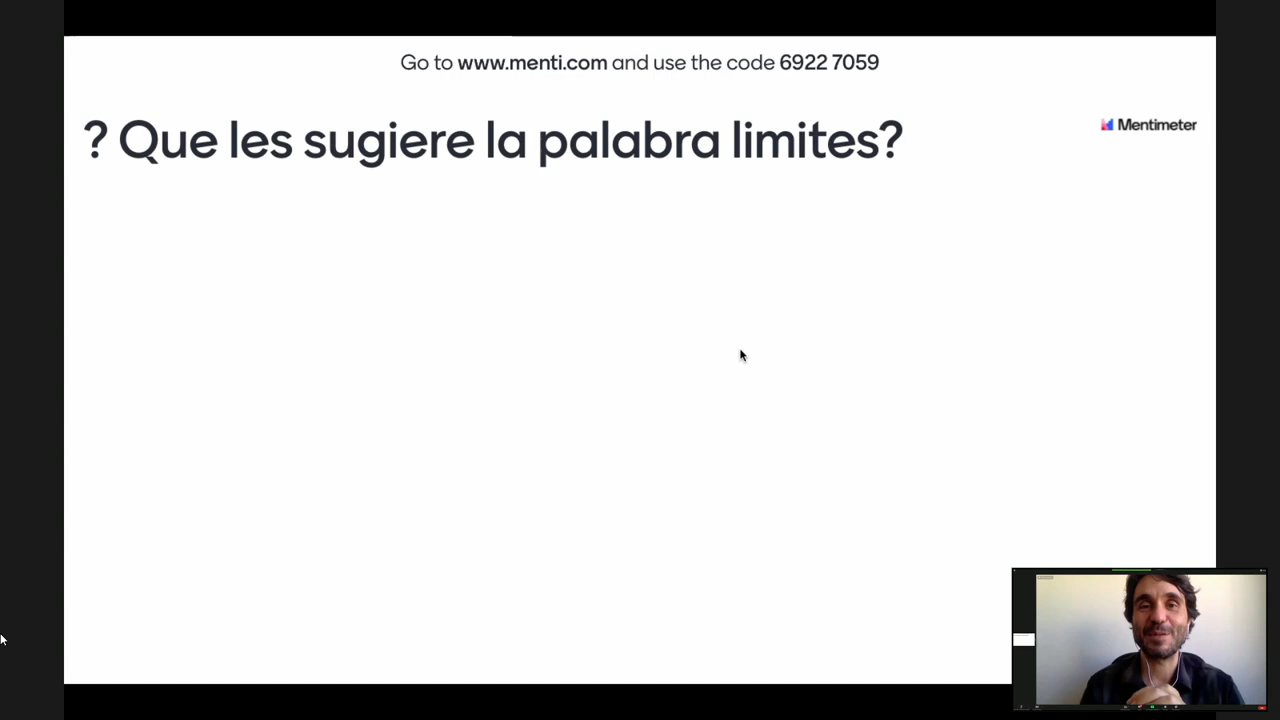 Go to www.menti.com and use the code 6922 7059
? Que les sugiere la palabra limites?
Mentimeter